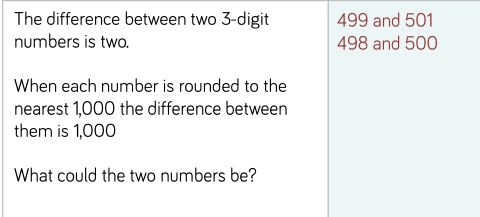 The difference between two 3-digit
numbers is two.
When each number is rounded to the
nearest 1,000 the difference between
them is 1,000
What could the two numbers be?
499 and 501
498 and 500